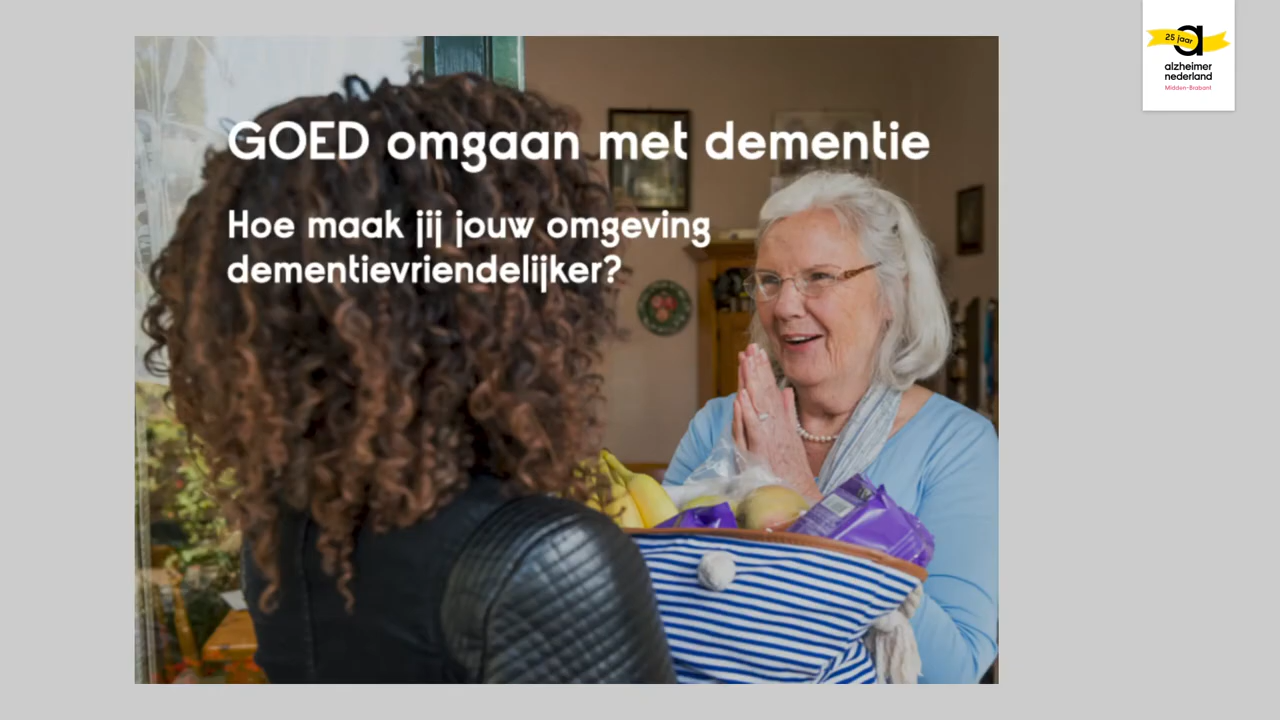 GOED omgaan met dementie
Hoe maak jij jouw omgeving
dementievriendelijker?
25 jaar
alzheimer
nederland
Midden-Brabant